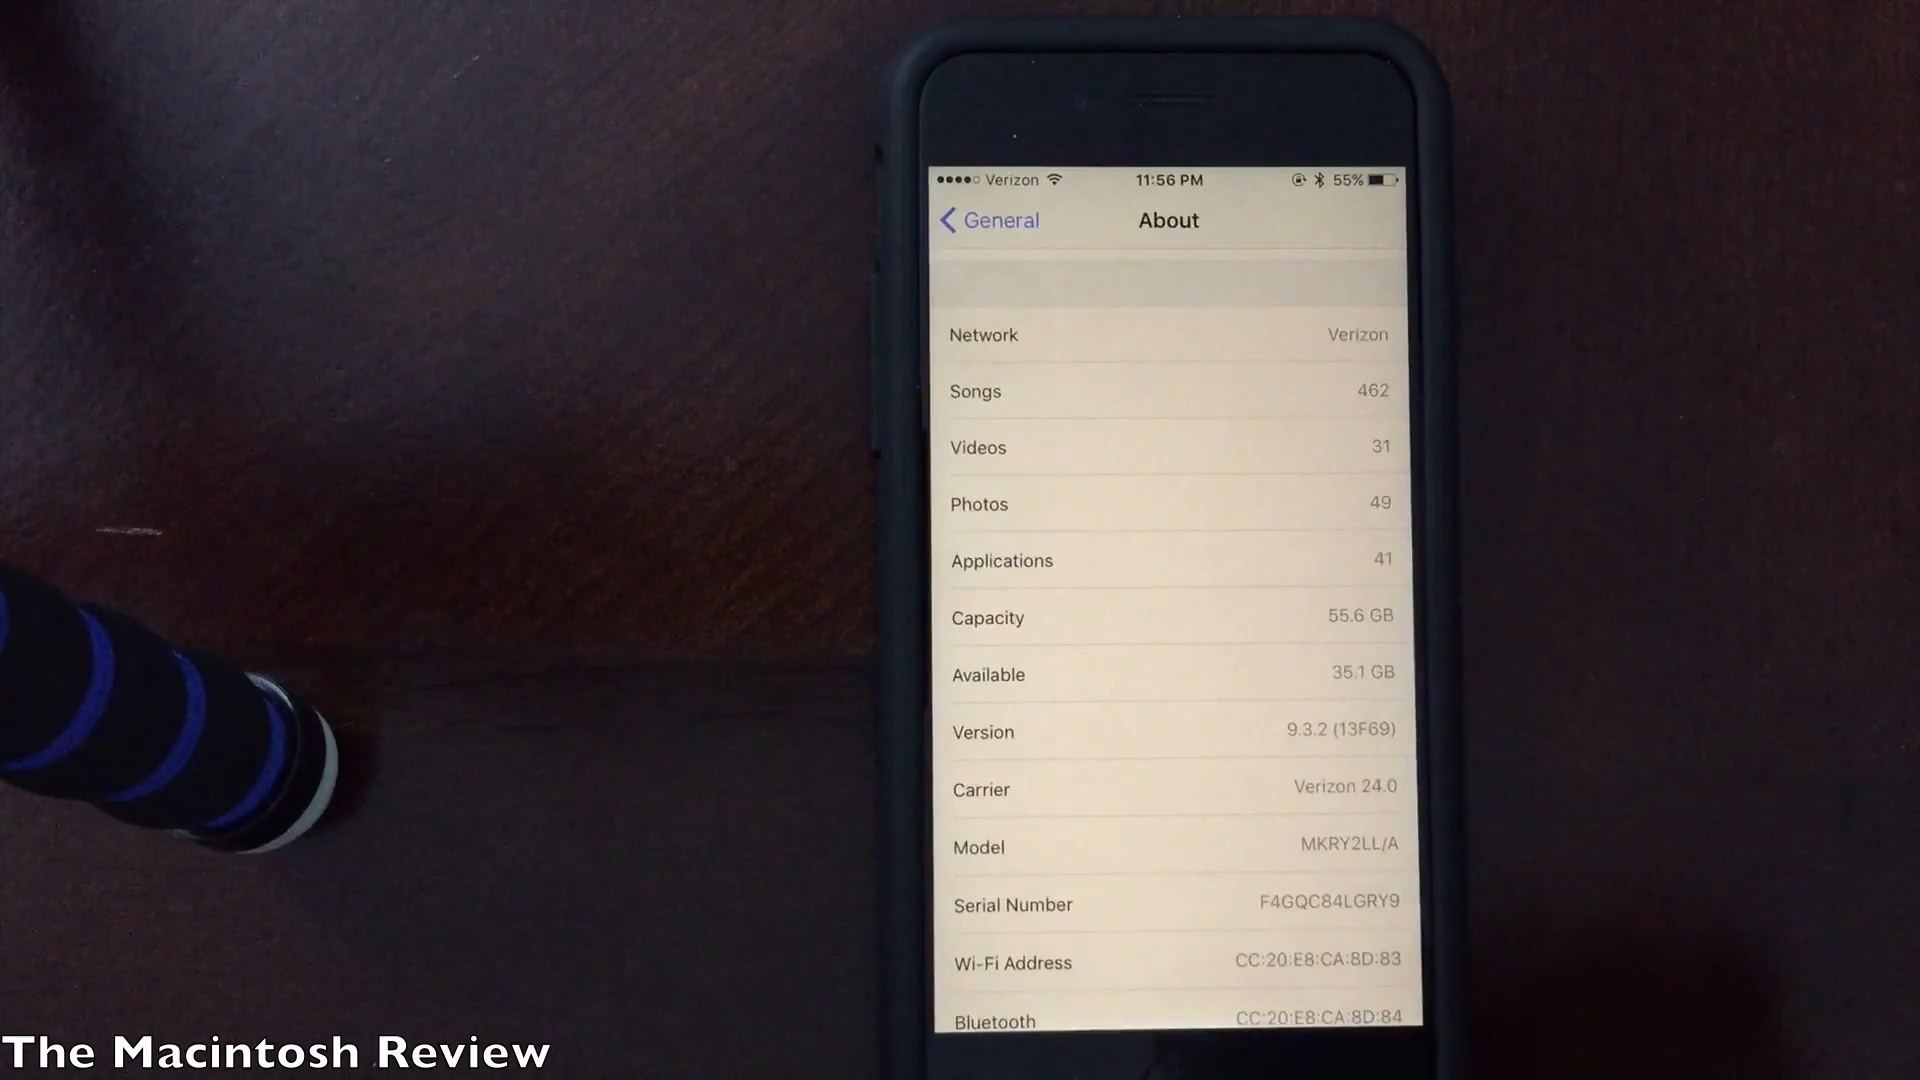 Verizon 11:56 PM 55%
General About
Network Verizon
Songs 462
Videos 31
Photos 49
Applications 41
Capacity 55.6 GB
Available 35.1 GB
Version 9.3.2 (13F69)
Carrier Verizon 24.0
Model MKRY2LL/A
Serial Number F4GQC84LGRY9
Wi-Fi Address CC:20:E8:CA:8D:83
Bluetooth CC:20:E8:CA:8D:84
The Macintosh Review